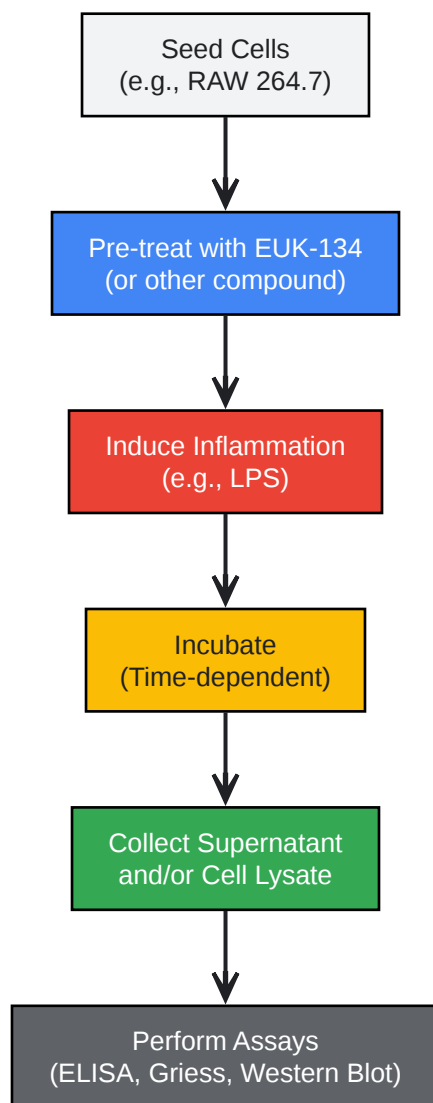 Seed Cells
(e.g., RAW 264.7)
Pre-treat with EUK-134
(or other compound)
Induce Inflammation
(e.g., LPS)
Incubate
(Time-dependent)
Collect Supernatant
and/or Cell Lysate
Perform Assays
(ELISA, Griess, Western Blot)